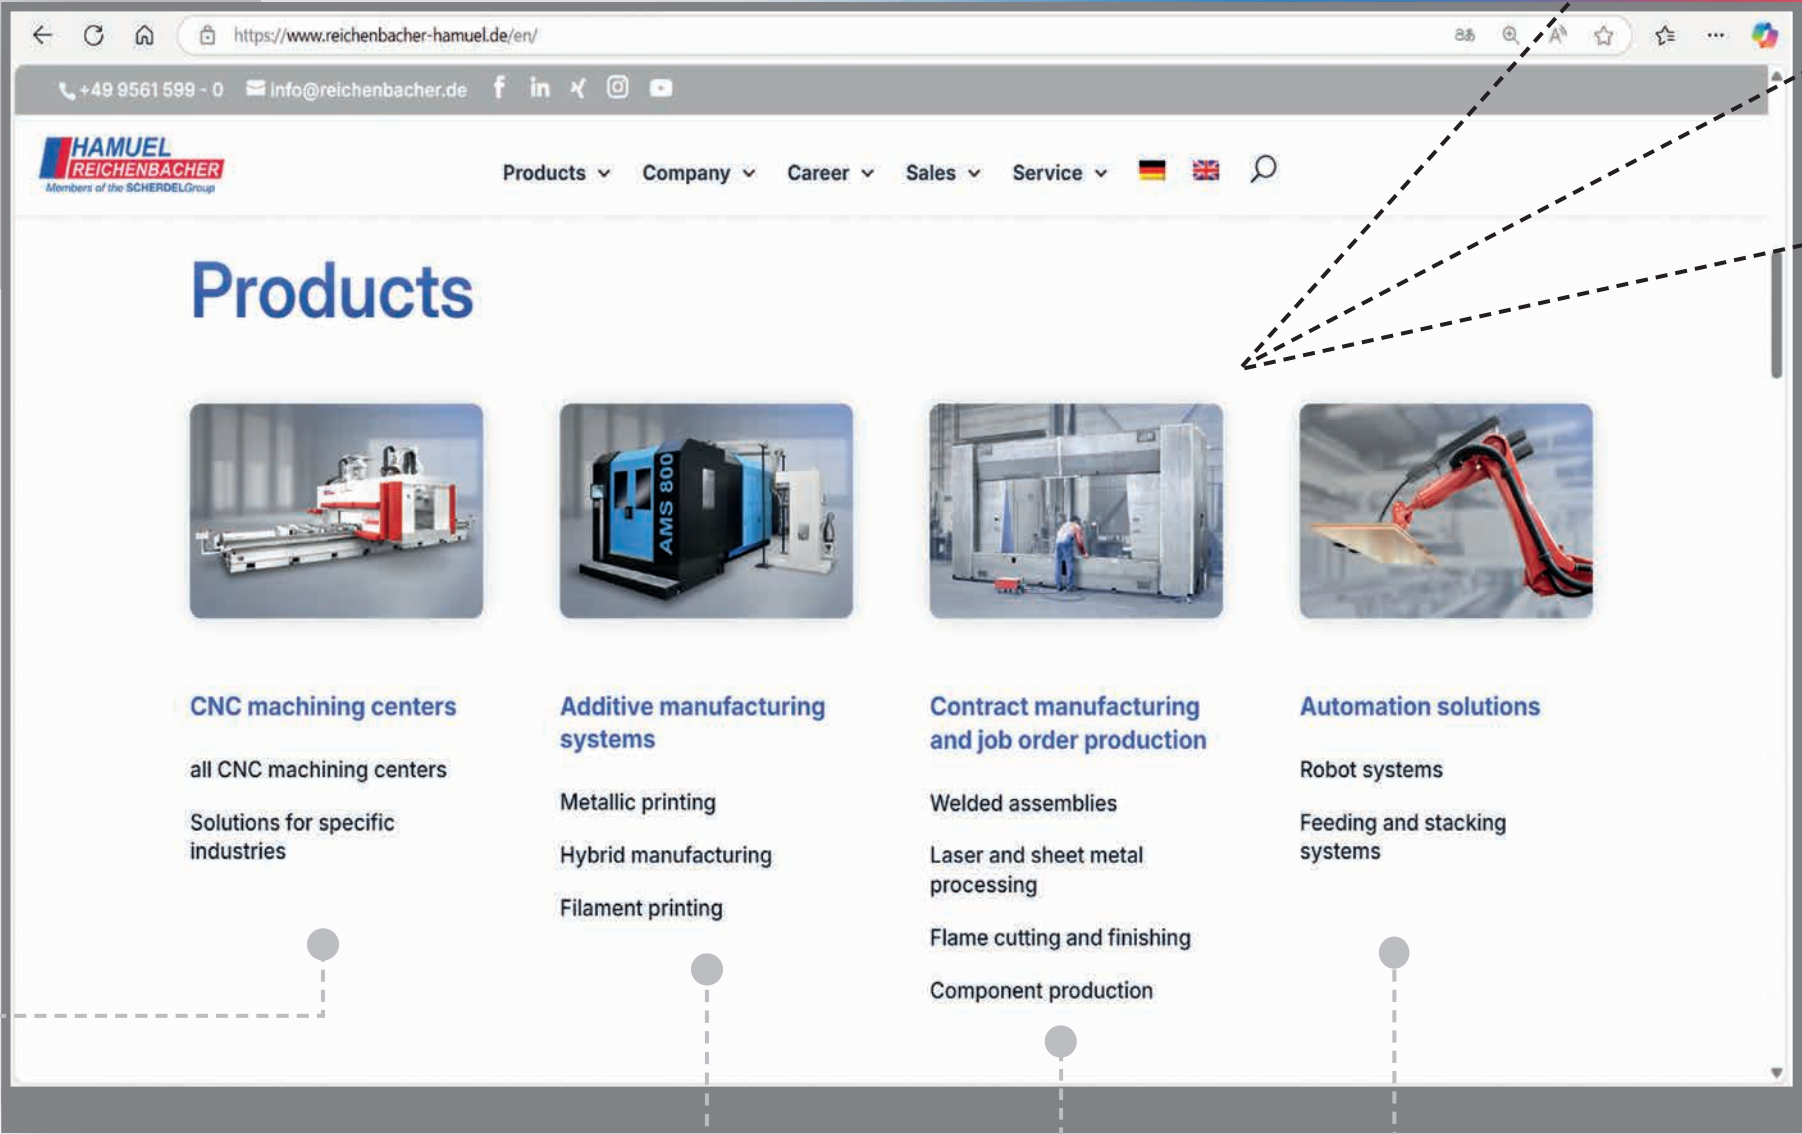 https://www.reichenbacher-hamuel.de/en/
+49 9561 599 - 0 info@reichenbacher.de
HAMUEL
REICHENBACHER
Members of the SCHERDELGroup
Products Company Career Sales Service
Products
AMS 800
CNC machining centers
all CNC machining centers
Solutions for specific
industries
Additive manufacturing
systems
Metallic printing
Hybrid manufacturing
Filament printing
Contract manufacturing
and job order production
Welded assemblies
Laser and sheet metal
processing
Flame cutting and finishing
Component production
Automation solutions
Robot systems
Feeding and stacking
systems